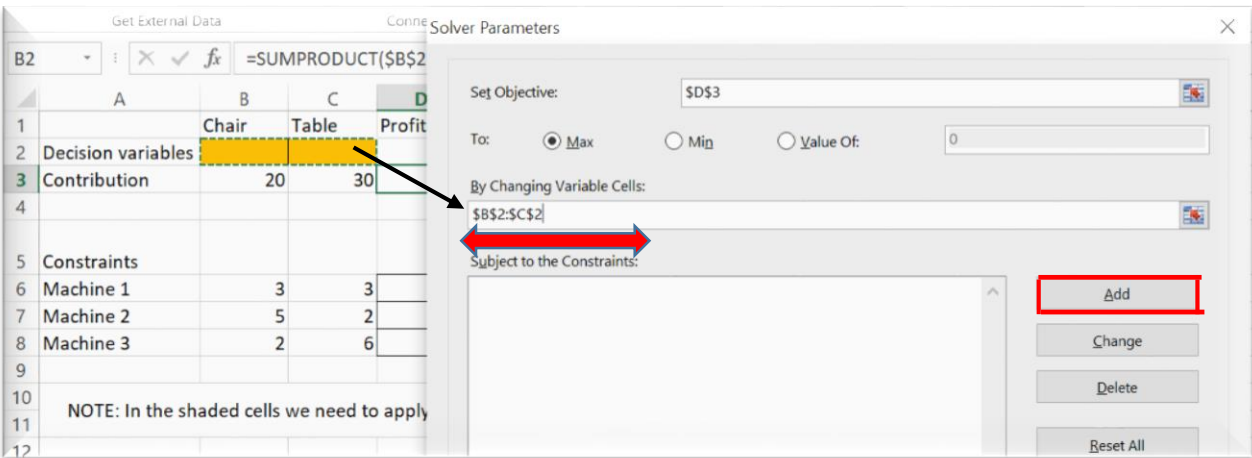 Get External Data Conne
Solver Parameters
B2 fx =SUMPRODUCT($B$2
A B C D
1 Chair Table Profit
2 Decision variables
3 Contribution 20 30
4
5 Constraints
6 Machine 1 3 3
7 Machine 2 5 2
8 Machine 3 2 6
9
10 NOTE: In the shaded cells we need to apply
11
12
Set Objective: $D$3
To: Max Min Value Of: 0
By Changing Variable Cells:
$B$2:$C$2
Subject to the Constraints:
Add
Change
Delete
Reset All